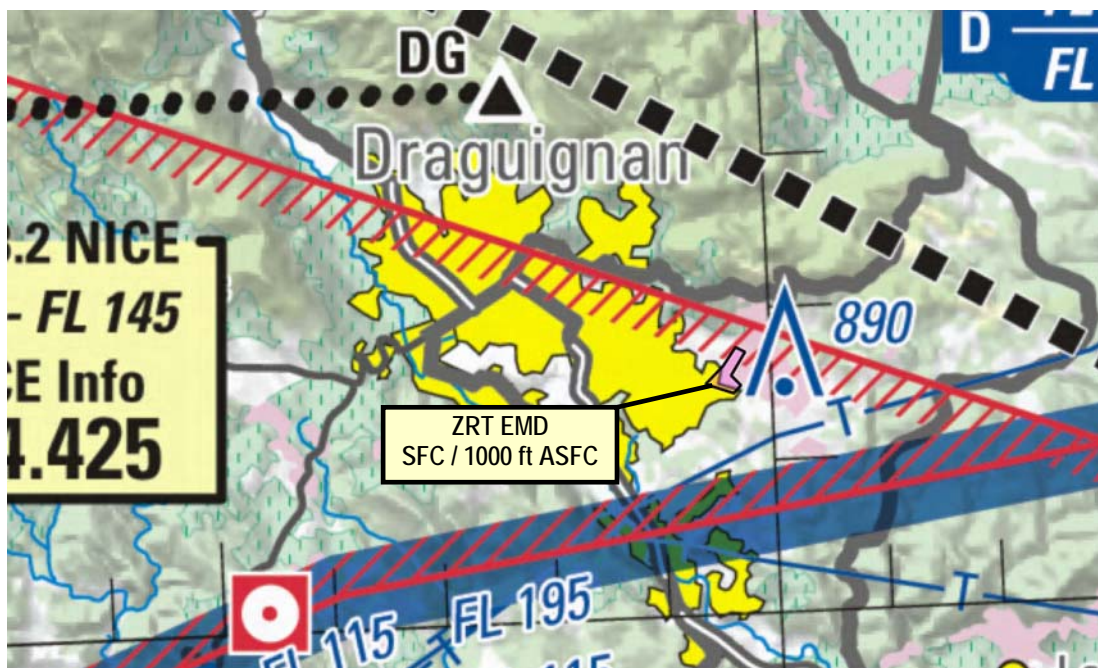 DG
Draguignan
D
FL
.2 NICE
- FL 145
CE Info
4.425
890
ZRT EMD
SFC / 1000 ft ASFC
T
T
FL 195
FL 115